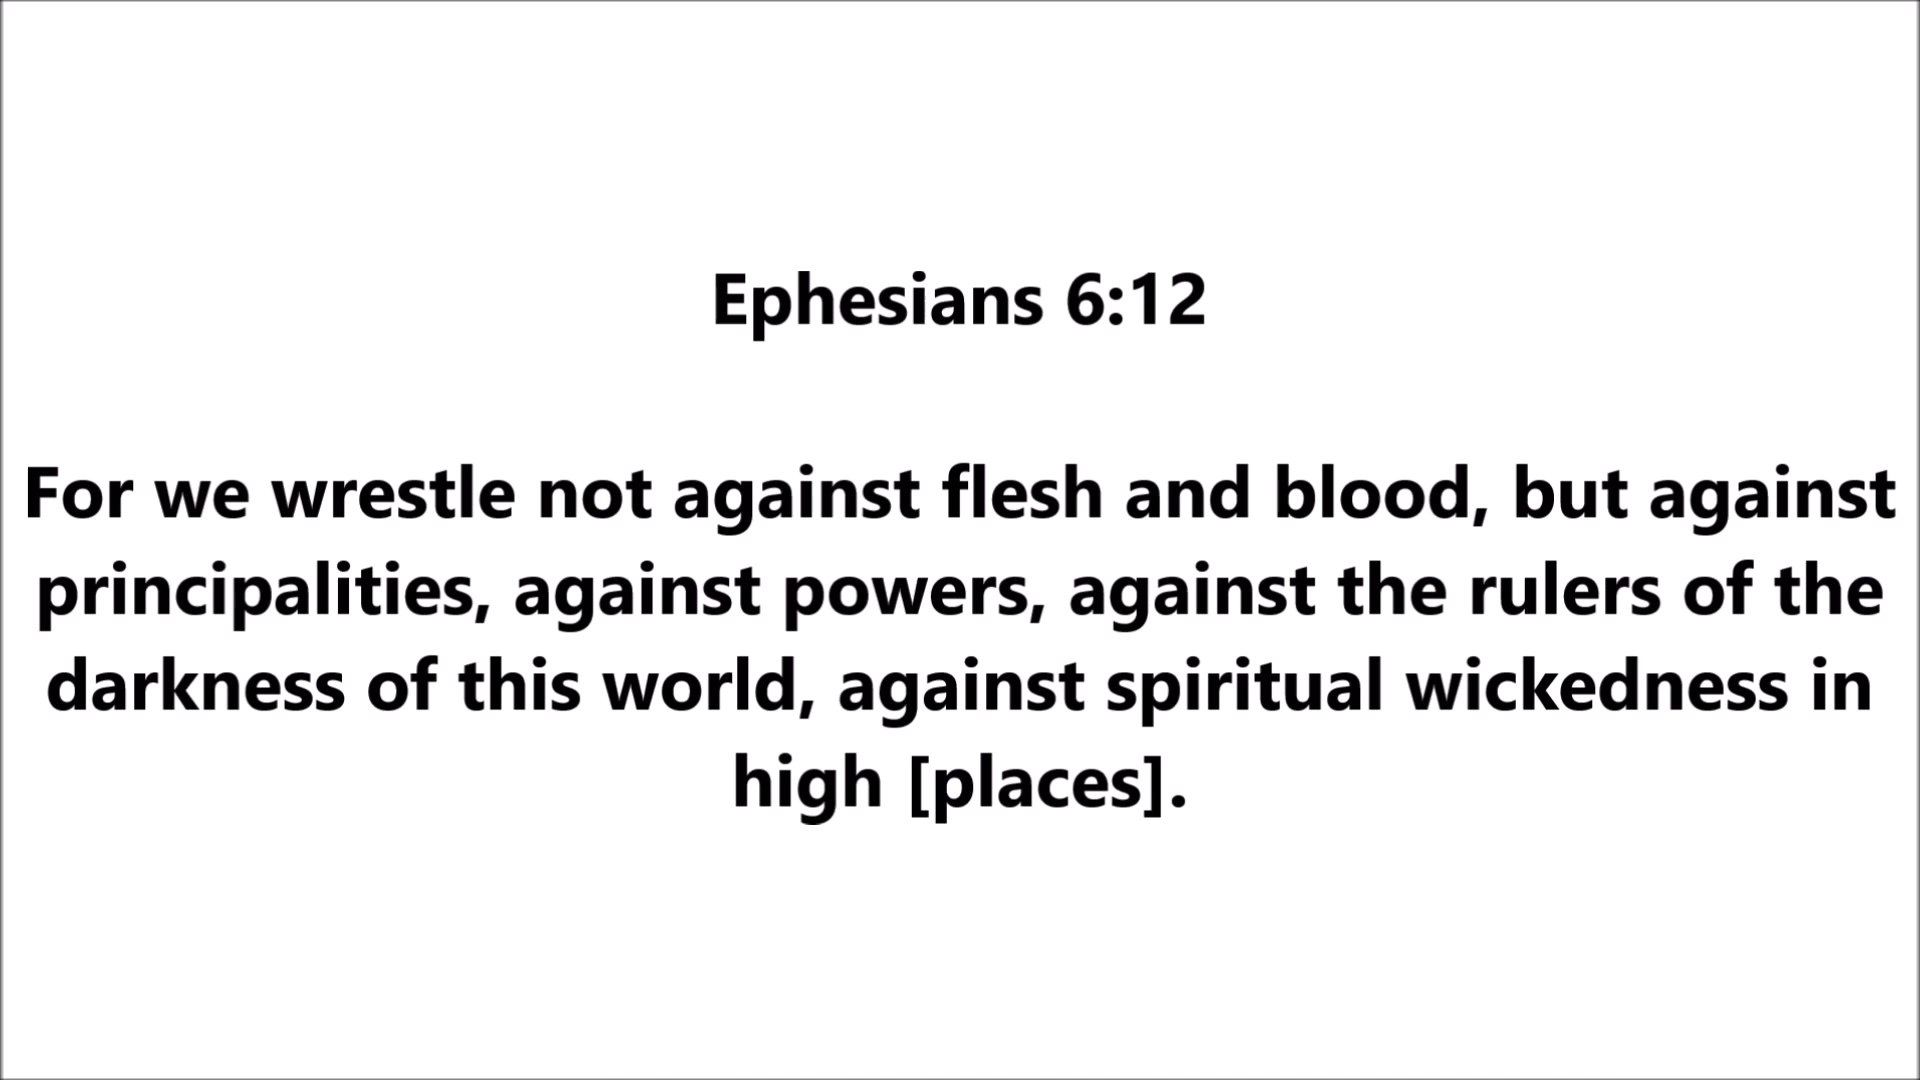 Ephesians 6:12
For we wrestle not against flesh and blood, but against
principalities, against powers, against the rulers of the
darkness of this world, against spiritual wickedness in
high [places].